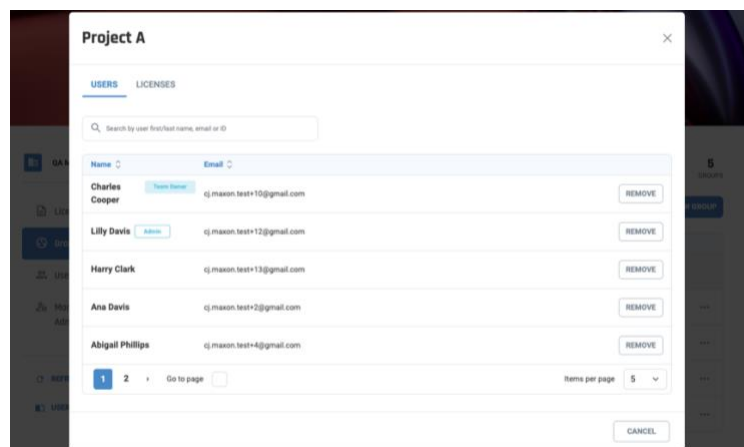 Project A
USERS LICENSES
Search by user first/last name, email or ID
Name Email
Charles Cooper Team Owner cj.maxon.test+10@gmail.com REMOVE
Lilly Davis Admin cj.maxon.test+12@gmail.com REMOVE
Harry Clark cj.maxon.test+13@gmail.com REMOVE
Ana Davis cj.maxon.test+2@gmail.com REMOVE
Abigail Phillips cj.maxon.test+4@gmail.com REMOVE
1 2 › Go to page Items per page 5
CANCEL
5
GROUPS
GROUP
QA